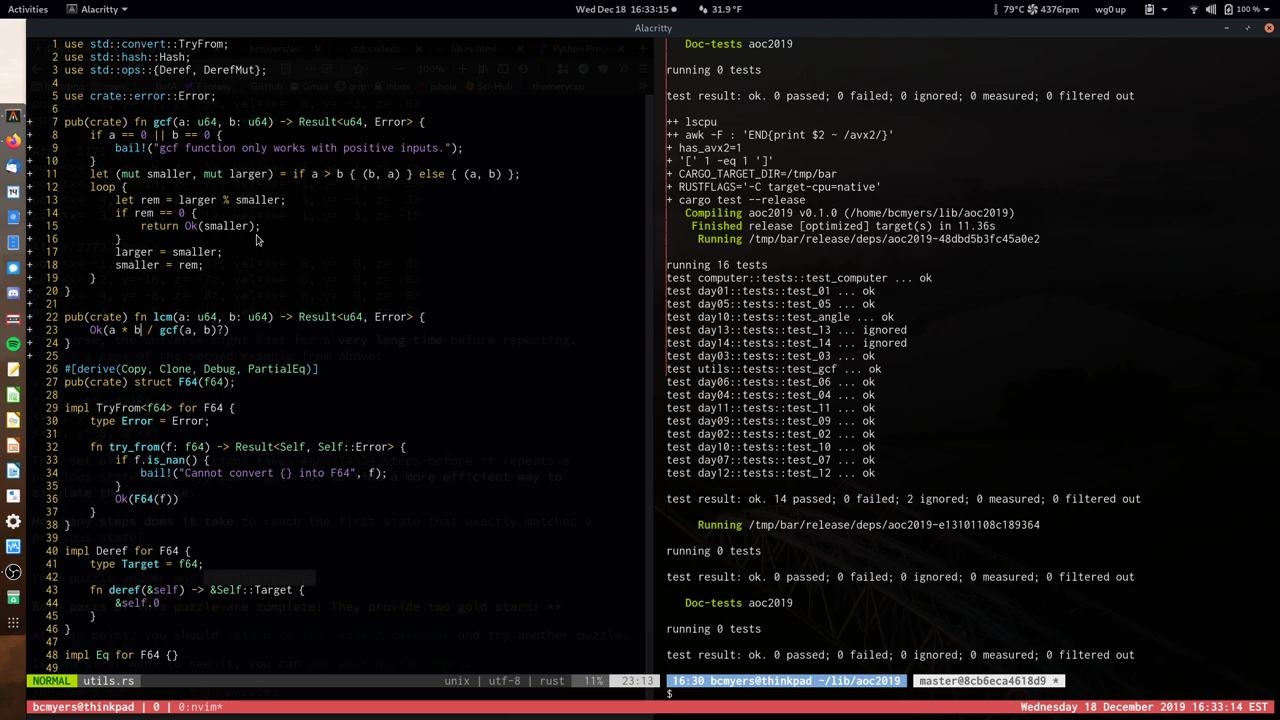 Activities Alacritty Wed Dec 18 16:33:15 31.9 °F 79°C 4376rpm wg0 up 100 %
Alacritty
1 use std::convert::TryFrom;
2 use std::hash::Hash;
3 use std::ops::{Deref, DerefMut};
4
5 use crate::error::Error;
6
+ 7 pub(crate) fn gcf(a: u64, b: u64) -> Result<u64, Error> {
+ 8     if a == 0 || b == 0 {
+ 9         bail!("gcf function only works with positive inputs.");
+ 10     }
+ 11     let (mut smaller, mut larger) = if a > b { (b, a) } else { (a, b) };
+ 12     loop {
+ 13         let rem = larger % smaller;
+ 14         if rem == 0 {
+ 15             return Ok(smaller);
+ 16         }
+ 17         larger = smaller;
+ 18         smaller = rem;
+ 19     }
+ 20 }
+ 21
+ 22 pub(crate) fn lcm(a: u64, b: u64) -> Result<u64, Error> {
+ 23     Ok(a * b / gcf(a, b)?)
+ 24 }
+ 25
26 #[derive(Copy, Clone, Debug, PartialEq)]
27 pub(crate) struct F64(f64);
28
29 impl TryFrom<f64> for F64 {
30     type Error = Error;
31
32     fn try_from(f: f64) -> Result<Self, Self::Error> {
33         if f.is_nan() {
34             bail!("Cannot convert {} into F64", f);
35         }
36         Ok(F64(f))
37     }
38 }
39
40 impl Deref for F64 {
41     type Target = f64;
42
43     fn deref(&self) -> &Self::Target {
44         &self.0
45     }
46 }
47
48 impl Eq for F64 {}
49
NORMAL utils.rs unix | utf-8 | rust 11% 23:13
Doc-tests aoc2019
running 0 tests
test result: ok. 0 passed; 0 failed; 0 ignored; 0 measured; 0 filtered out
++ lscpu
++ awk -F : 'END{print $2 ~ /avx2/}'
+ has_avx2=1
+ '[' 1 -eq 1 ']'
+ CARGO_TARGET_DIR=/tmp/bar
+ RUSTFLAGS='-C target-cpu=native'
+ cargo test --release
Compiling aoc2019 v0.1.0 (/home/bcmyers/lib/aoc2019)
Finished release [optimized] target(s) in 11.36s
Running /tmp/bar/release/deps/aoc2019-48dbd5b3fc45a0e2
running 16 tests
test computer::tests::test_computer ... ok
test day01::tests::test_01 ... ok
test day05::tests::test_05 ... ok
test day10::tests::test_angle ... ok
test day13::tests::test_13 ... ignored
test day14::tests::test_14 ... ignored
test day03::tests::test_03 ... ok
test utils::tests::test_gcf ... ok
test day06::tests::test_06 ... ok
test day04::tests::test_04 ... ok
test day11::tests::test_11 ... ok
test day09::tests::test_09 ... ok
test day02::tests::test_02 ... ok
test day10::tests::test_10 ... ok
test day07::tests::test_07 ... ok
test day12::tests::test_12 ... ok
test result: ok. 14 passed; 0 failed; 2 ignored; 0 measured; 0 filtered out
Running /tmp/bar/release/deps/aoc2019-e13101108c189364
running 0 tests
test result: ok. 0 passed; 0 failed; 0 ignored; 0 measured; 0 filtered out
Doc-tests aoc2019
running 0 tests
test result: ok. 0 passed; 0 failed; 0 ignored; 0 measured; 0 filtered out
16:30 bcmyers@thinkpad ~/lib/aoc2019 master@8cb6eca4618d9 *
$
bcmyers@thinkpad | 0 | 0:nvim* Wednesday 18 December 2019 16:33:14 EST